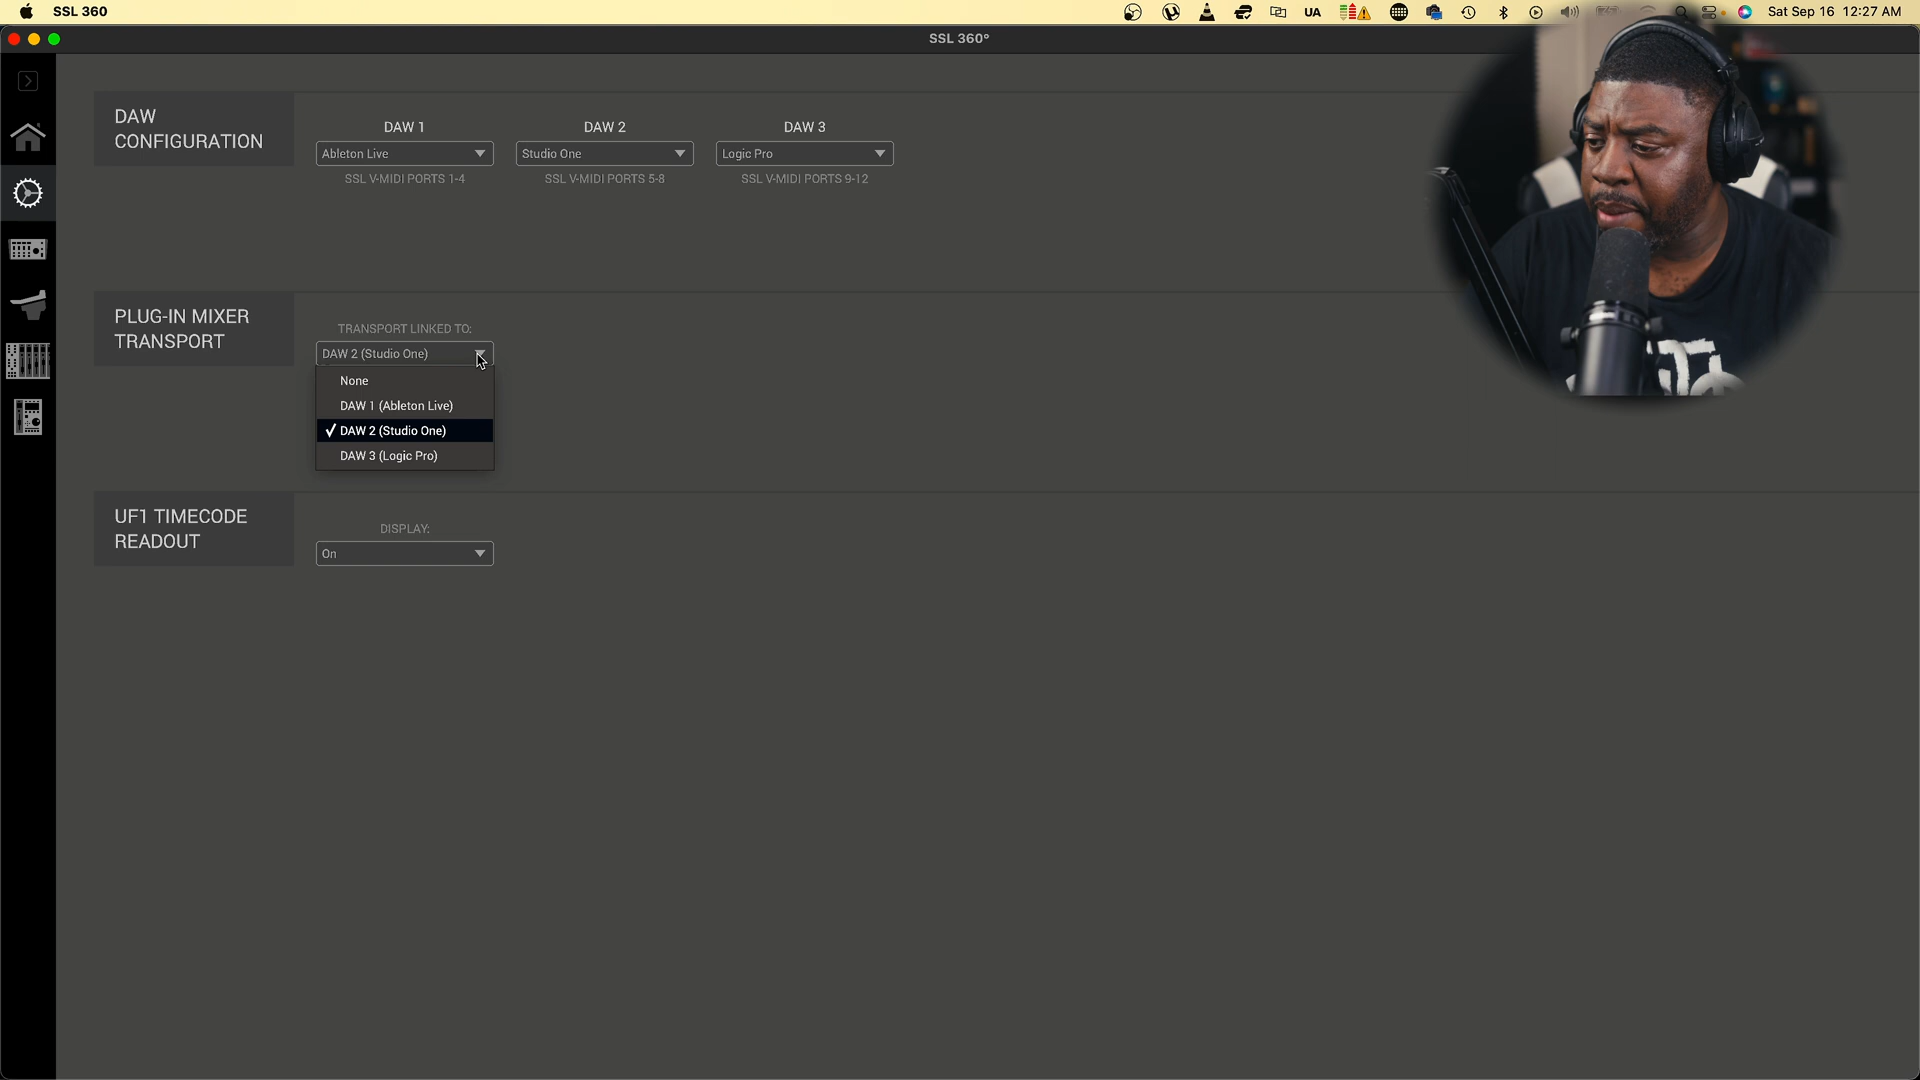 SSL 360
UA
Sat Sep 16 12:27 AM
SSL 360°
DAW
CONFIGURATION
DAW 1
DAW 2
DAW 3
Ableton Live
Studio One
Logic Pro
SSL V-MIDI PORTS 1-4
SSL V-MIDI PORTS 5-8
SSL V-MIDI PORTS 9-12
PLUG-IN MIXER
TRANSPORT
TRANSPORT LINKED TO:
DAW 2 (Studio One)
None
DAW 1 (Ableton Live)
DAW 2 (Studio One)
DAW 3 (Logic Pro)
UF1 TIMECODE
READOUT
DISPLAY:
On